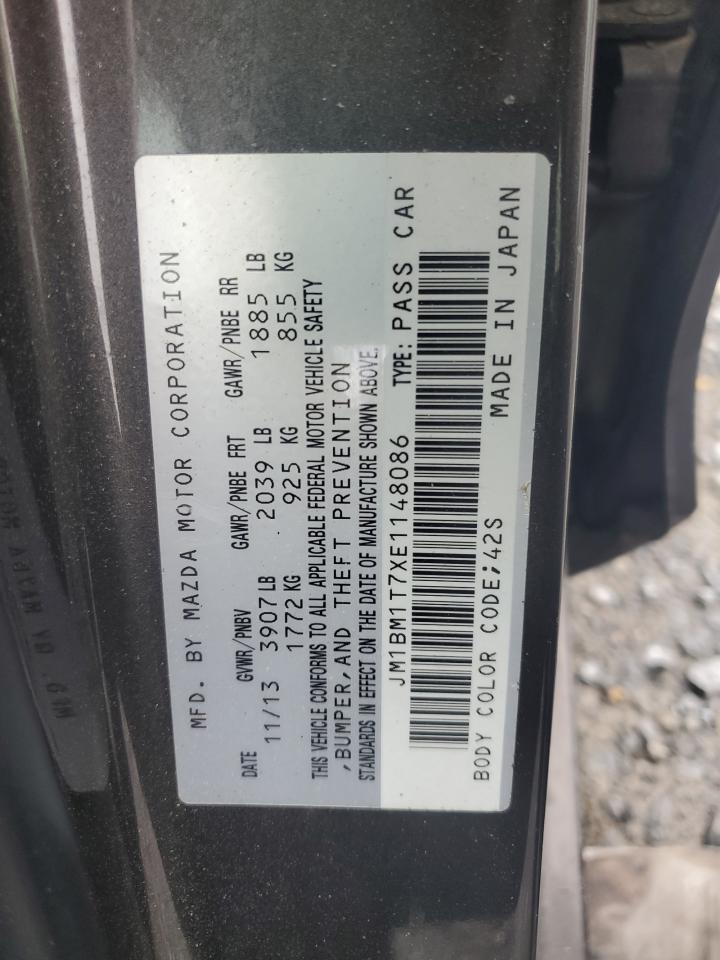 MFD. BY MAZDA MOTOR CORPORATION
DATE GVWR/PNBV GAWR/PNBE FRT GAWR/PNBE RR
11/13 3907 LB 2039 LB 1885 LB
1772 KG 925 KG 855 KG
THIS VEHICLE CONFORMS TO ALL APPLICABLE FEDERAL MOTOR VEHICLE SAFETY
,BUMPER,AND THEFT PREVENTION
STANDARDS IN EFFECT ON THE DATE OF MANUFACTURE SHOWN ABOVE.
JM1BM1T7XE1148086 TYPE: PASS CAR
BODY COLOR CODE;42S MADE IN JAPAN